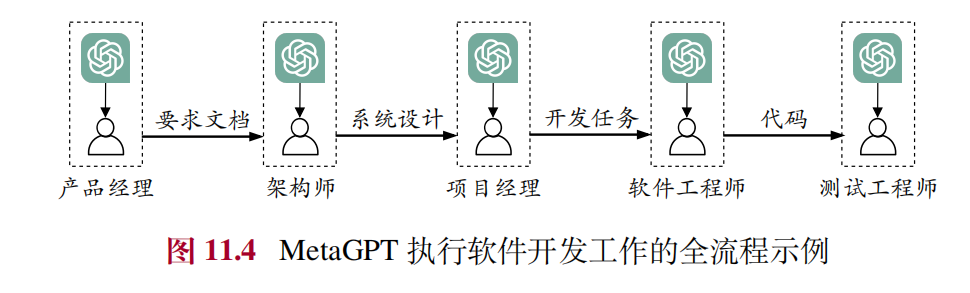 要求文档
系统设计
开发任务
代码
产品经理
架构师
项目经理
软件工程师
测试工程师
图 11.4 MetaGPT 执行软件开发工作的全流程示例